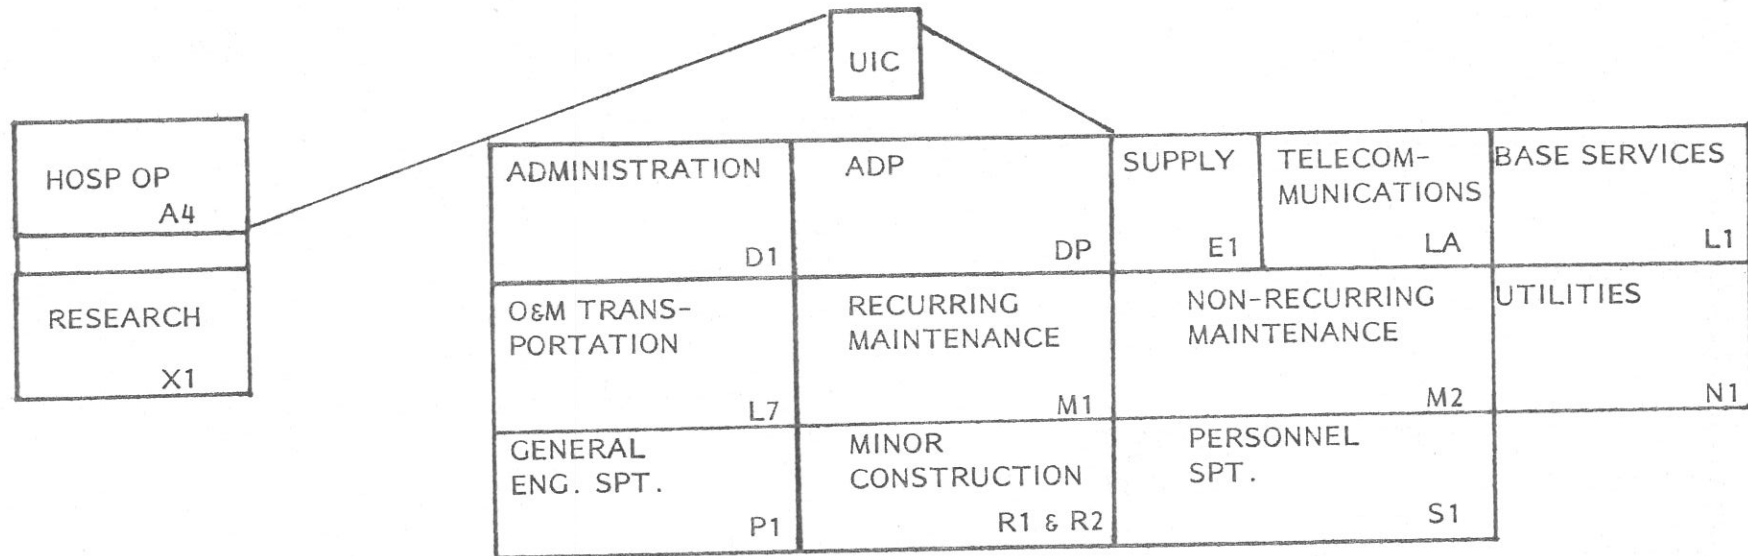 UIC
HOSP OP
A4
RESEARCH
X1
ADMINISTRATION
D1
ADP
DP
SUPPLY
E1
TELECOM-
MUNICATIONS
LA
BASE SERVICES
L1
O&M TRANS-
PORTATION
L7
RECURRING
MAINTENANCE
M1
NON-RECURRING
MAINTENANCE
M2
UTILITIES
N1
GENERAL
ENG. SPT.
P1
MINOR
CONSTRUCTION
R1 & R2
PERSONNEL
SPT.
S1